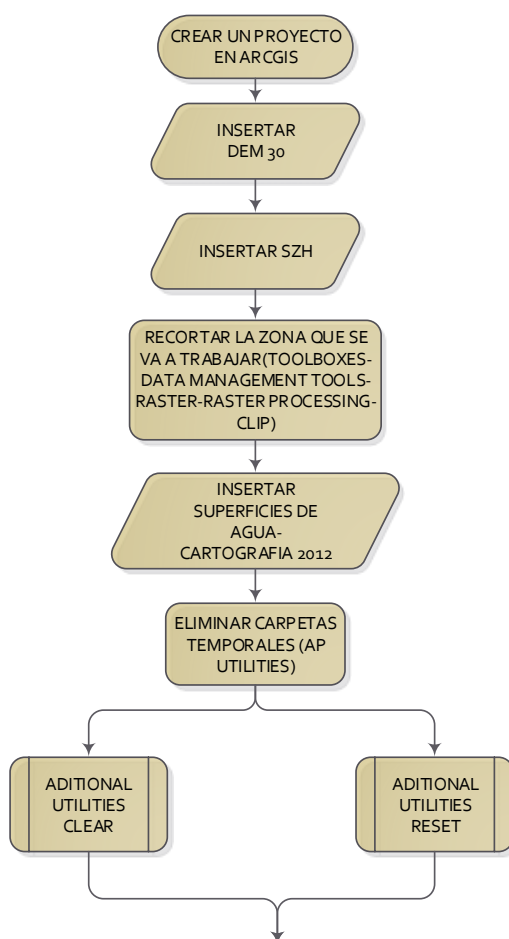 CREAR UN PROYECTO
EN ARCGIS
INSERTAR
DEM 30
INSERTAR SZH
RECORTAR LA ZONA QUE SE
VA A TRABAJAR(TOOLBOXES-
DATA MANAGEMENT TOOLS-
RASTER-RASTER PROCESSING-
CLIP)
INSERTAR
SUPERFICIES DE
AGUA-
CARTOGRAFIA 2012
ELIMINAR CARPETAS
TEMPORALES (AP
UTILITIES)
ADITIONAL
UTILITIES
CLEAR
ADITIONAL
UTILITIES
RESET